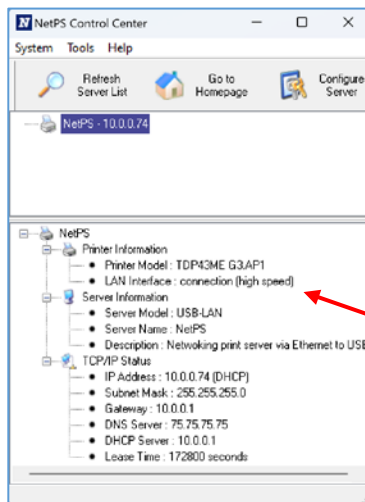 NetPS Control Center
System Tools Help
Refresh Server List
Go to Homepage
Configure Server
NetPS - 10.0.0.74
NetPS
Printer Information
Printer Model : TDP43ME G3.AP1
LAN Interface : connection (high speed)
Server Information
Server Model : USB-LAN
Server Name : NetPS
Description : Netwoking print server via Ethernet to USB
TCP/IP Status
IP Address : 10.0.0.74 (DHCP)
Subnet Mask : 255.255.255.0
Gateway : 10.0.0.1
DNS Server : 75.75.75.75
DHCP Server : 10.0.0.1
Lease Time : 172800 seconds